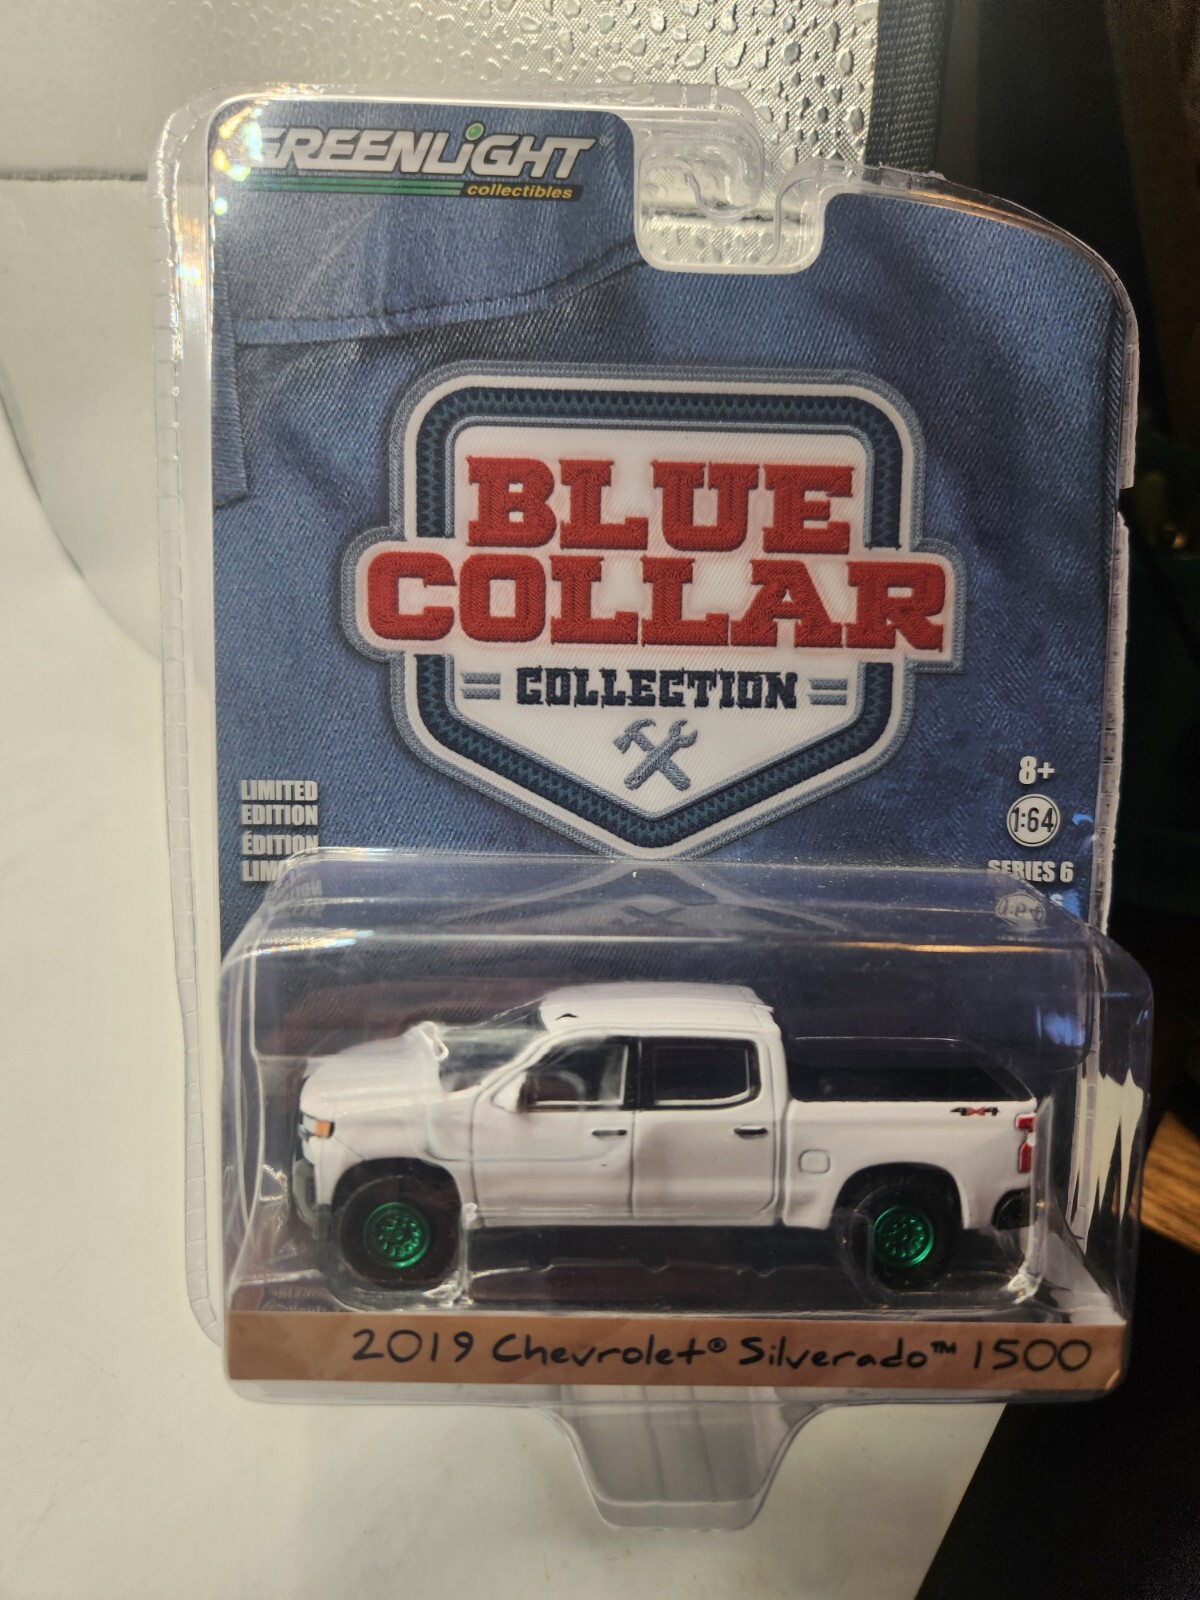 GREENLiGHT®
collectibles
BLUE
COLLAR
COLLECTION
LIMITED
EDITION
ÉDITION
8+
1:64
SERIES 6
4x4
2019 Chevrolet® Silverado™ 1500